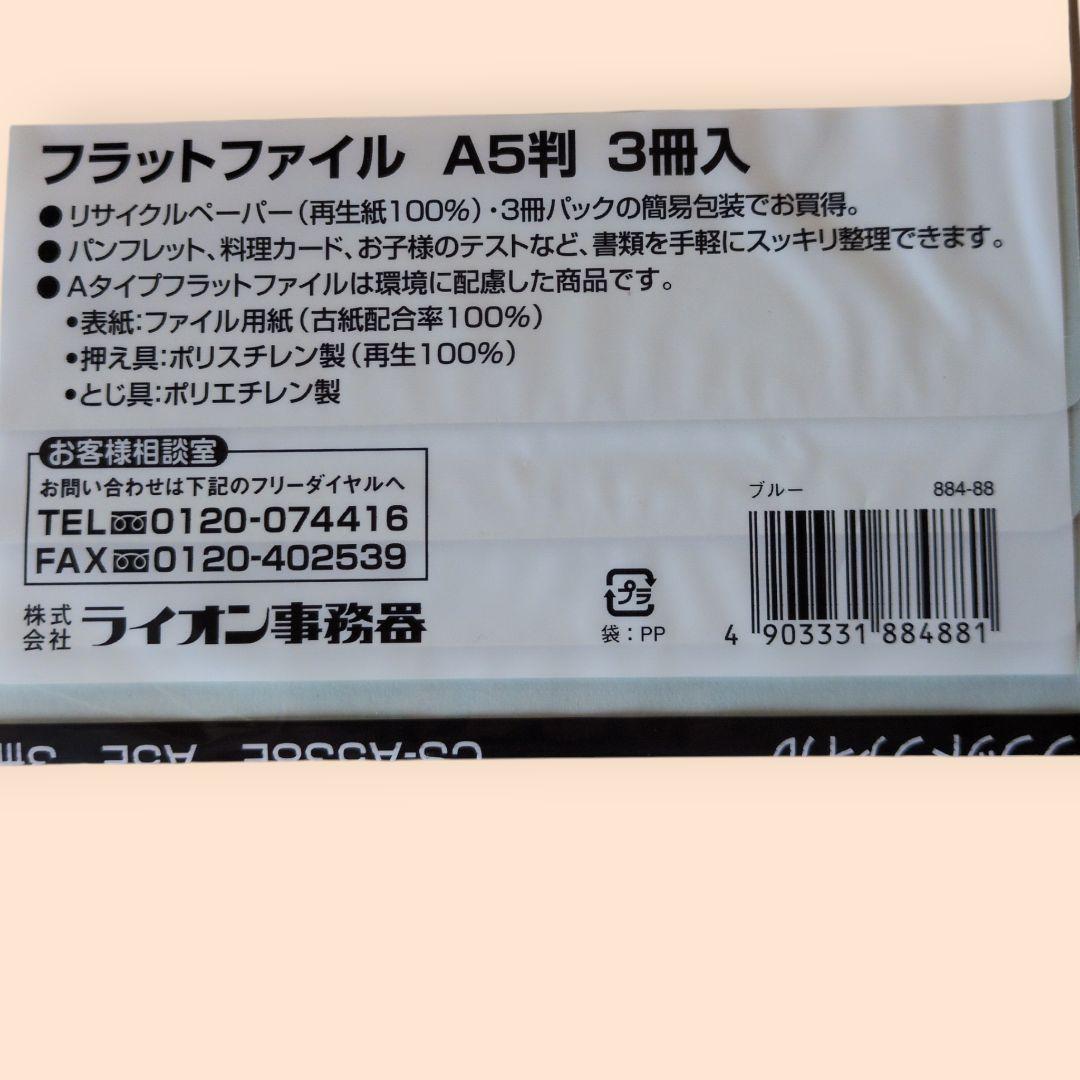 フラットファイル A5判 3冊入
●リサイクルペーパー(再生紙100%)・3冊パックの簡易包装でお買得。
●パンフレット、料理カード、お子様のテストなど、書類を手軽にスッキリ整理できます。
●Aタイプフラットファイルは環境に配慮した商品です。
•表紙:ファイル用紙(古紙配合率100%)
•押え具:ポリスチレン製(再生100%)
•とじ具:ポリエチレン製
お客様相談室
お問い合わせは下記のフリーダイヤルへ
TEL 0120-074416
FAX 0120-402539
株式会社 ライオン事務器
プラ
袋:PP
ブルー 884-88
4 903331 884881
フラットファイル A5E